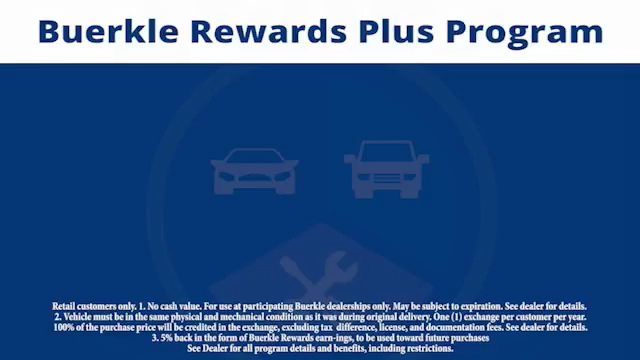 Buerkle Rewards Plus Program
Retail customers only. 1. No cash value. For use at participating Buerkle dealerships only. May be subject to expiration. See dealer for details.
2. Vehicle must be in the same physical and mechanical condition as it was during original delivery. One (1) exchange per customer per year.
100% of the purchase price will be credited in the exchange, excluding tax difference, license, and documentation fees. See dealer for details.
3. 5% back in the form of Buerkle Rewards earn-ings, to be used toward future purchases
See Dealer for all program details and benefits, including restrictions.